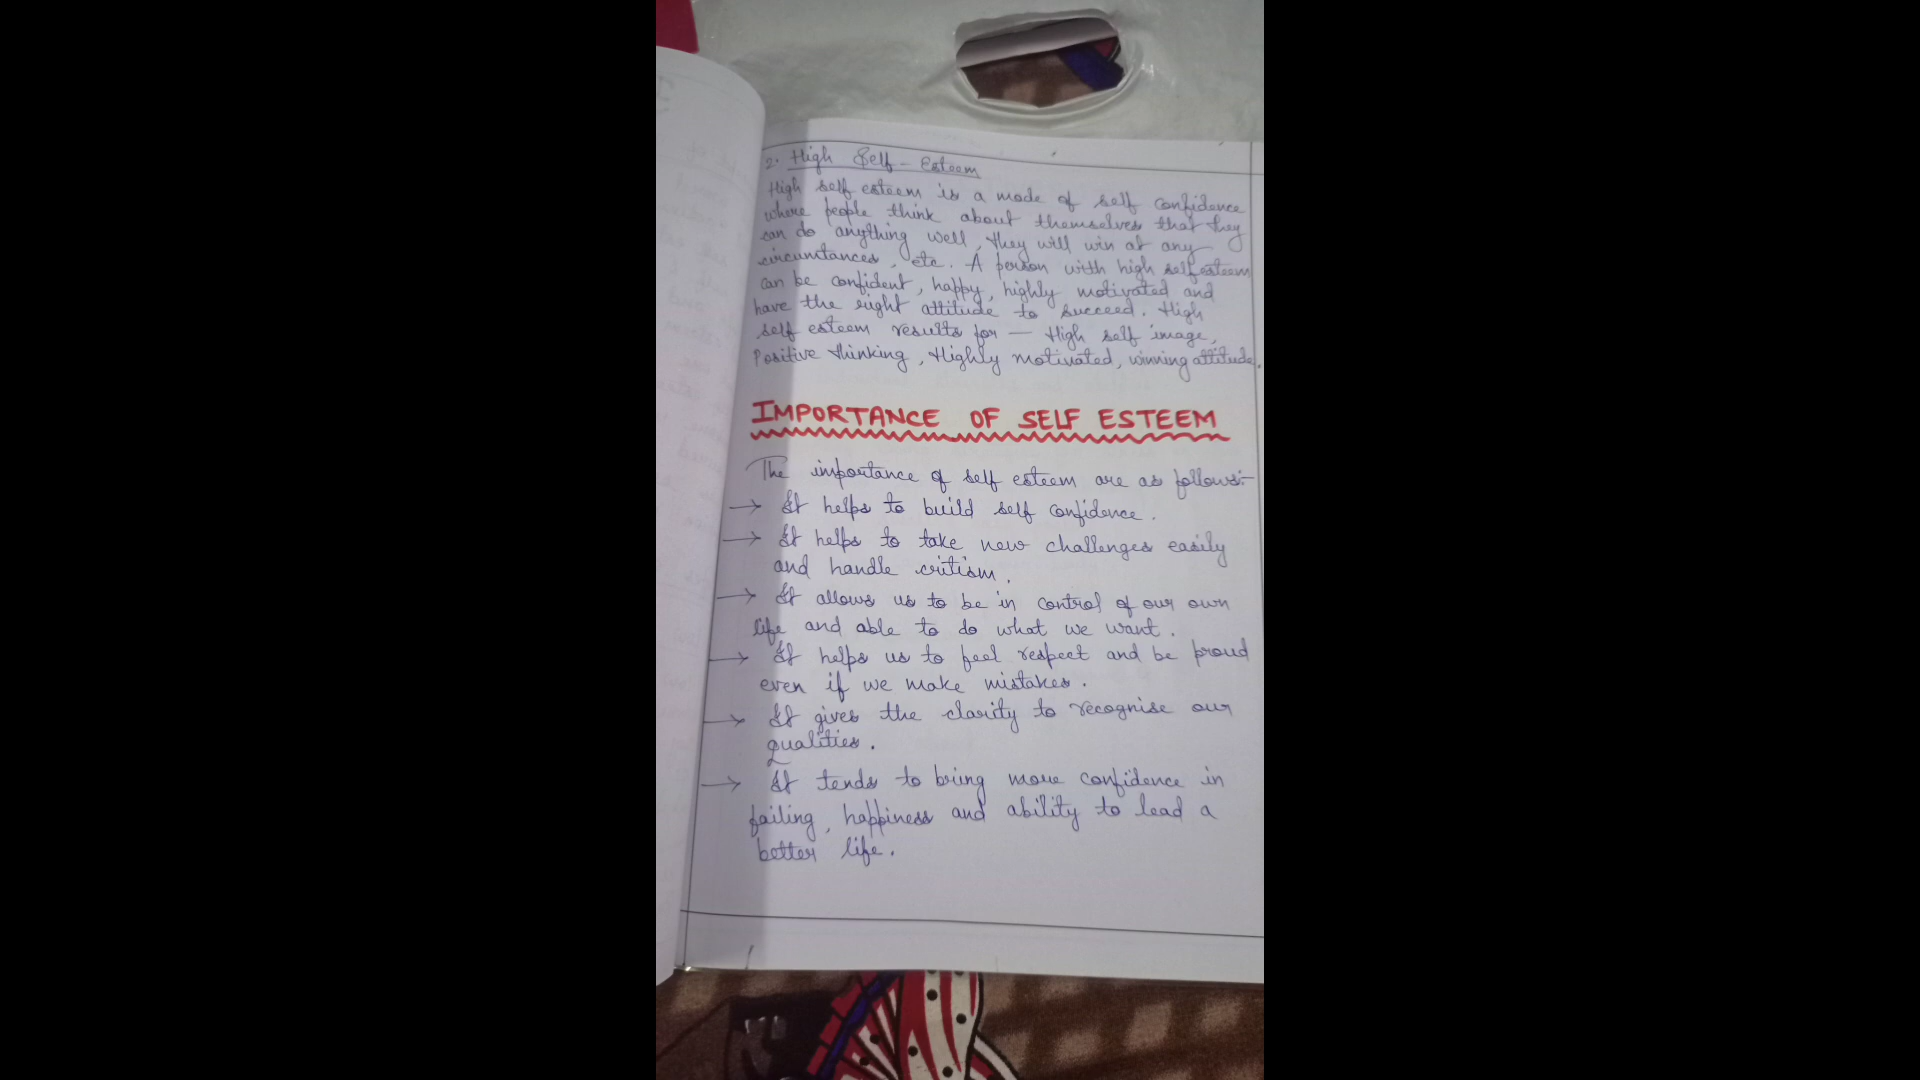 2. High Self-Esteem
High self esteem is a mode of self confidence
where people think about themselves that they
can do anything well, they will win at any
circumstances, etc. A person with high self esteem
can be confident, happy, highly motivated and
have the right attitude to succeed. High
self esteem results for — High self image,
Positive thinking, Highly motivated, winning attitude.
IMPORTANCE OF SELF ESTEEM
The importance of self esteem are as follows:-
→ It helps to build self confidence.
→ It helps to take new challenges easily
and handle critism.
→ It allows us to be in control of our own
life and able to do what we want.
→ It helps us to feel respect and be proud
even if we make mistakes.
→ It gives the clarity to recognise our
qualities.
→ It tends to bring more confidence in
failing, happiness and ability to lead a
better life.